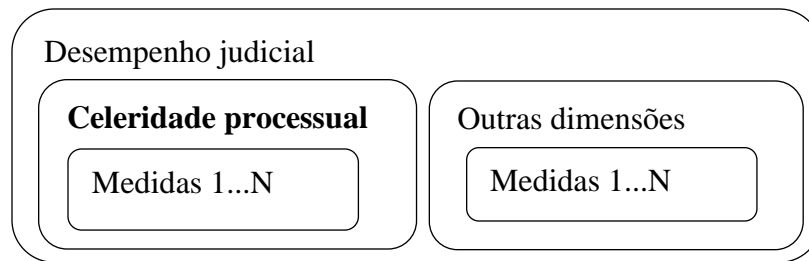 Desempenho judicial
Celeridade processual
Medidas 1...N
Outras dimensões
Medidas 1...N